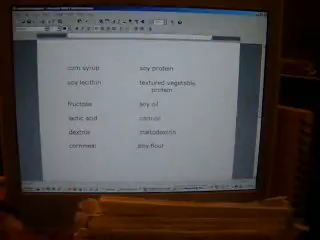 corn syrup soy protein
soy lecithin textured vegetable
protein
fructose soy oil
lactic acid
dextrin maltodextrin
cornmeal soy flour